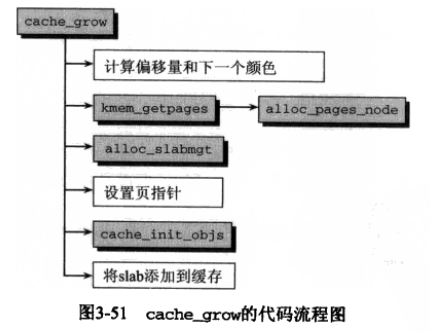 cache_grow
计算偏移量和下一个颜色
kmem_getpages
alloc_pages_node
alloc_slabmgt
设置页指针
cache_init_objs
将slab添加到缓存
图3-51 cache_grow的代码流程图